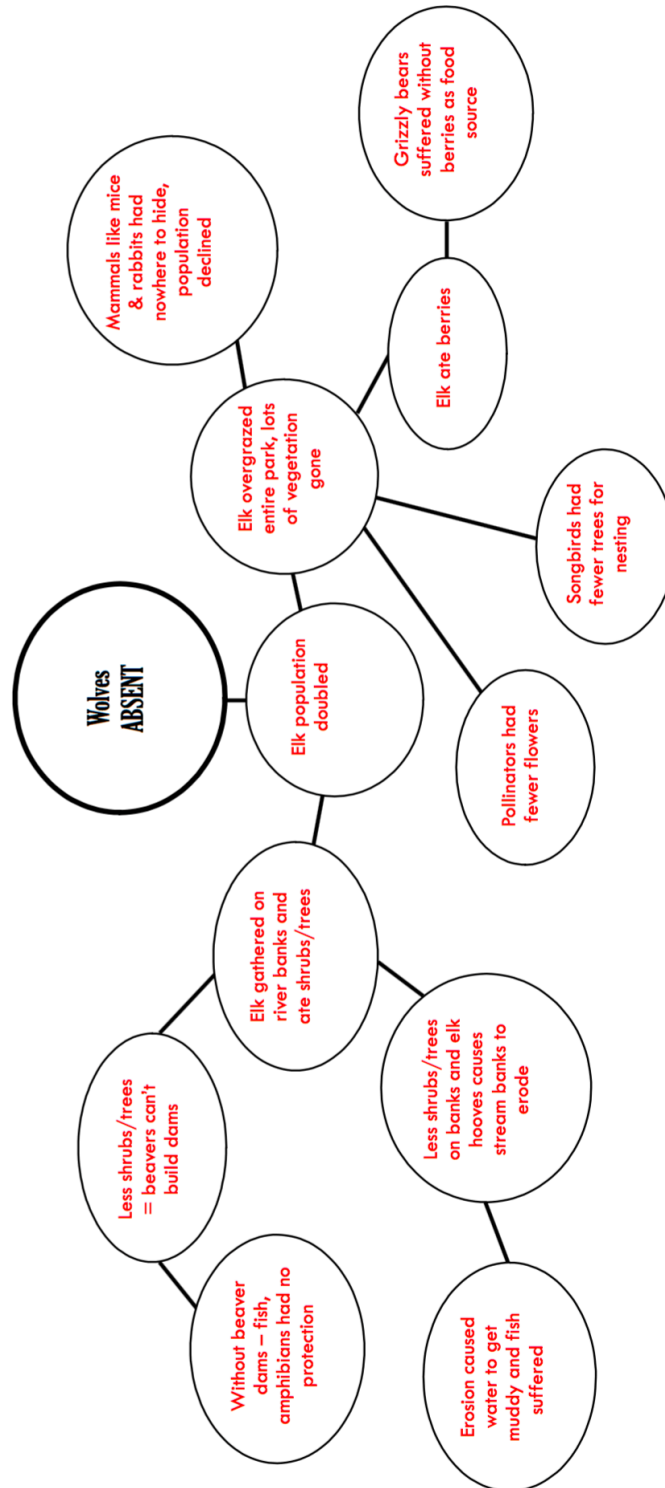 Wolves
ABSENT
Elk population
doubled
Elk gathered on
river banks and
ate shrubs/trees
Less shrubs/trees
= beavers can't
build dams
Without beaver
dams – fish,
amphibians had no
protection
Less shrubs/trees
on banks and elk
hooves causes
stream banks to
erode
Erosion caused
water to get
muddy and fish
suffered
Elk overgrazed
entire park, lots
of vegetation
gone
Mammals like mice
& rabbits had
nowhere to hide,
population
declined
Elk ate berries
Grizzly bears
suffered without
berries as food
source
Songbirds had
fewer trees for
nesting
Pollinators had
fewer flowers